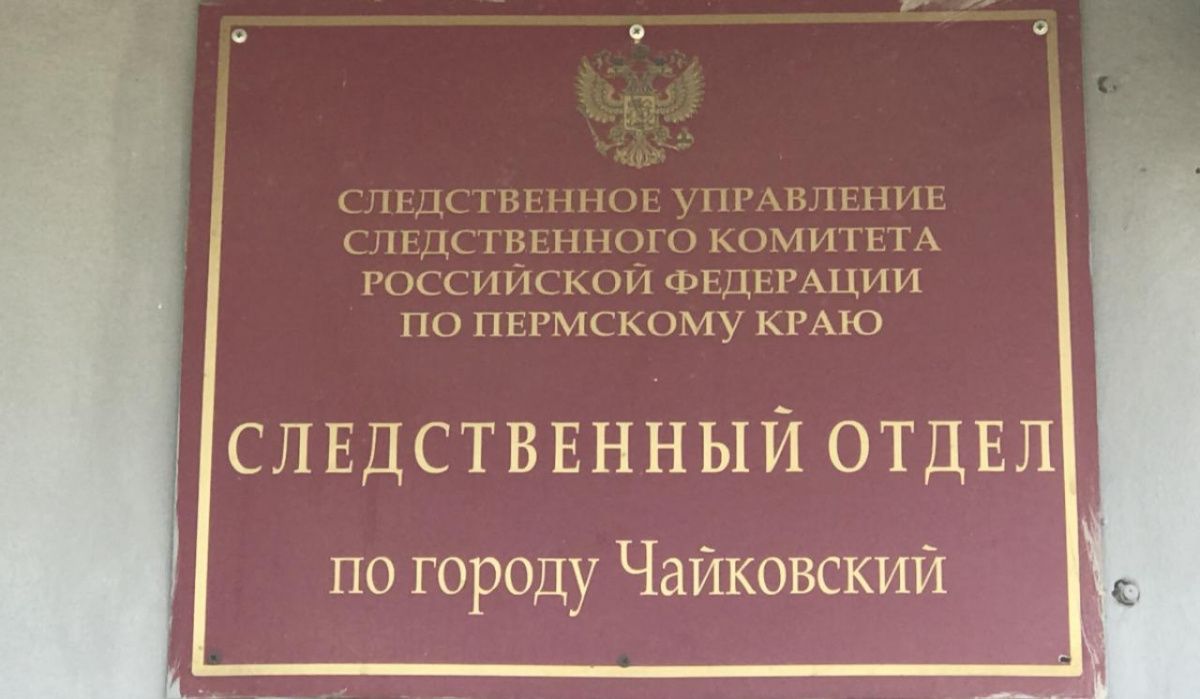 СЛЕДСТВЕННОЕ УПРАВЛЕНИЕ
СЛЕДСТВЕННОГО КОМИТЕТА
РОССИЙСКОЙ ФЕДЕРАЦИИ
ПО ПЕРМСКОМУ КРАЮ
СЛЕДСТВЕННЫЙ ОТДЕЛ
по городу Чайковский